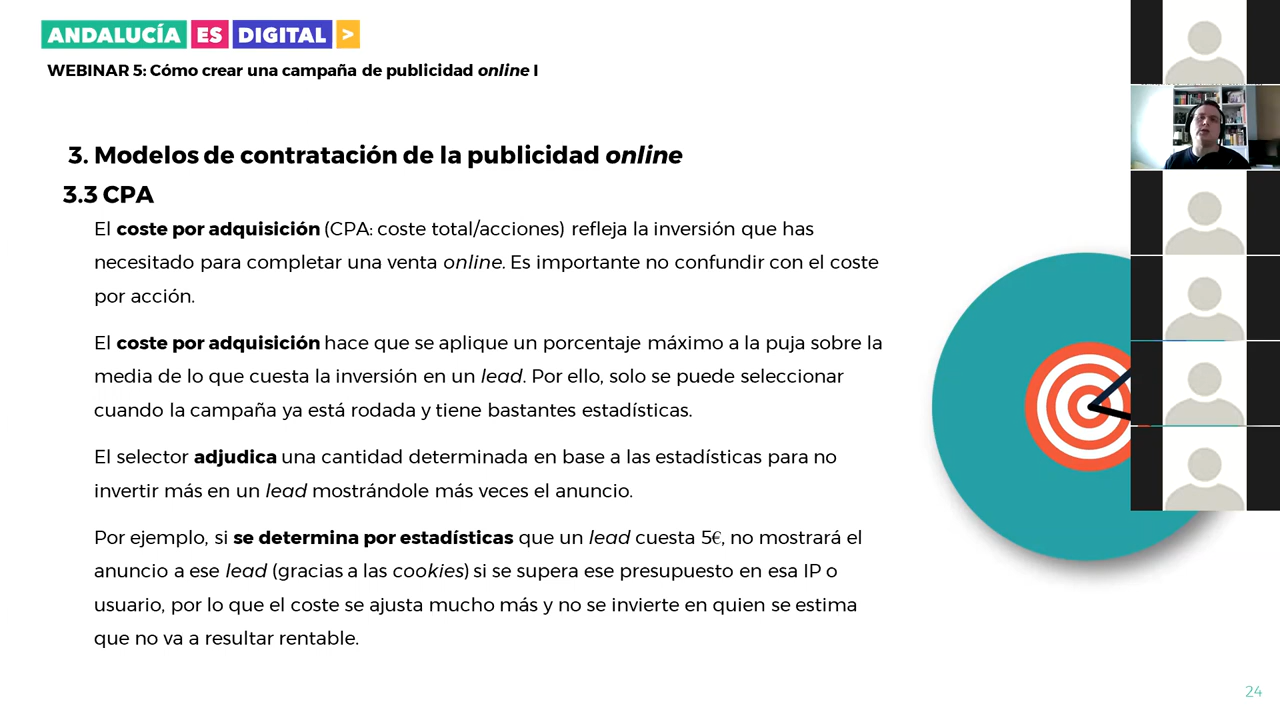 ANDALUCÍA ES DIGITAL >
WEBINAR 5: Cómo crear una campaña de publicidad online I
3. Modelos de contratación de la publicidad online
3.3 CPA
El coste por adquisición (CPA: coste total/acciones) refleja la inversión que has
necesitado para completar una venta online. Es importante no confundir con el coste
por acción.
El coste por adquisición hace que se aplique un porcentaje máximo a la puja sobre la
media de lo que cuesta la inversión en un lead. Por ello, solo se puede seleccionar
cuando la campaña ya está rodada y tiene bastantes estadísticas.
El selector adjudica una cantidad determinada en base a las estadísticas para no
invertir más en un lead mostrándole más veces el anuncio.
Por ejemplo, si se determina por estadísticas que un lead cuesta 5€, no mostrará el
anuncio a ese lead (gracias a las cookies) si se supera ese presupuesto en esa IP o
usuario, por lo que el coste se ajusta mucho más y no se invierte en quien se estima
que no va a resultar rentable.
24